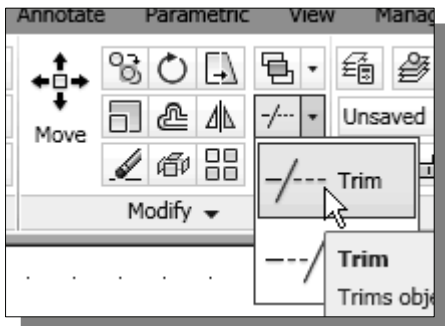 Annotate Parametric View Manag
Move
Unsaved
Trim
Modify
Trim
Trims obje